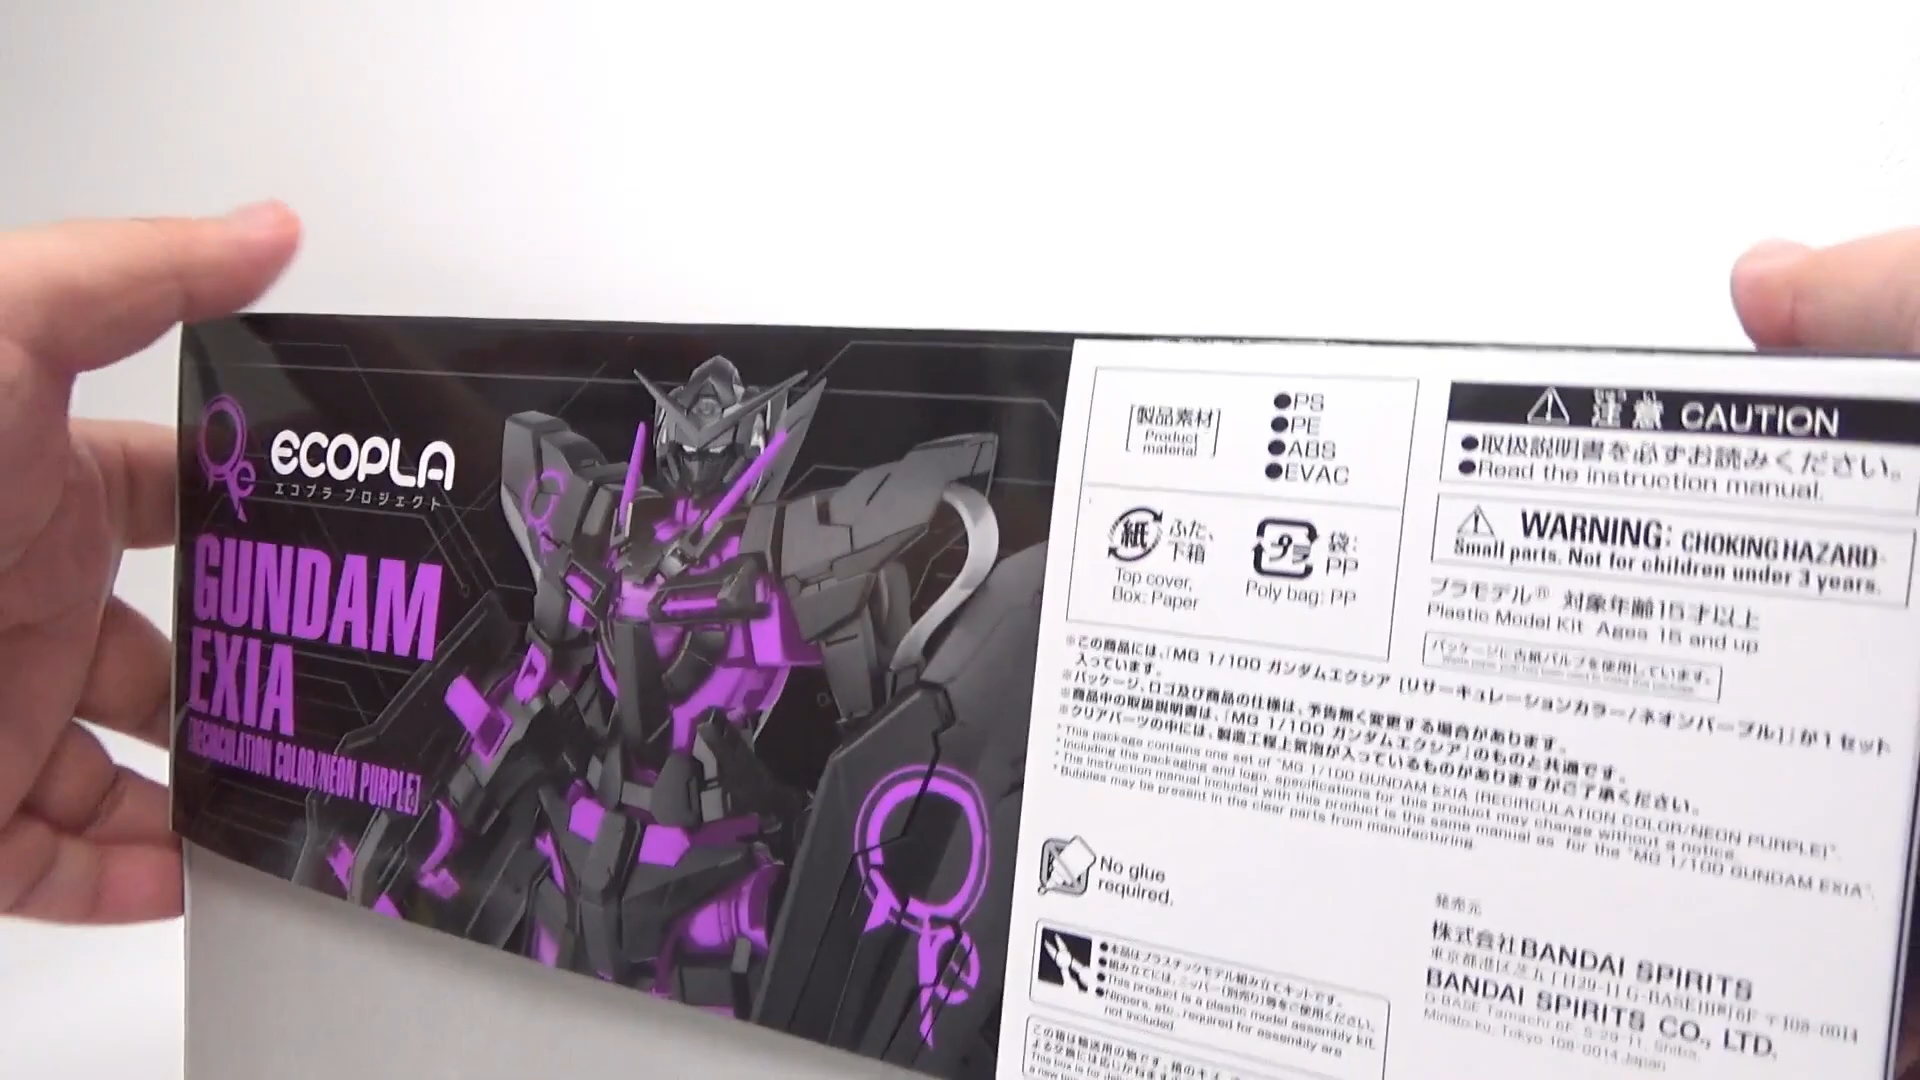 ECOPLA
エコプラ プロジェクト
GUNDAM
EXIA
[RECIRCULATION COLOR/NEON PURPLE]
[製品素材]
Product
material
●PS
●PE
●ABS
●EVAC
紙
ふた、
下箱
Top cover,
Box: Paper
プラ
袋:
PP
Poly bag: PP
注意 CAUTION
●取扱説明書を必ずお読みください。
●Read the instruction manual.
WARNING: CHOKING HAZARD-
Small parts. Not for children under 3 years.
プラモデル® 対象年齢15才以上
Plastic Model Kit Ages 15 and up
パッケージに古紙パルプを使用しています。
※この商品には、「MG 1/100 ガンダムエクシア [リサーキュレーションカラー/ネオンパープル]」が1セット
入っています。
※パッケージ、ロゴ及び商品の仕様は、予告無く変更する場合があります。
※商品中の取扱説明書は、「MG 1/100 ガンダムエクシア」のものと共通です。
※クリアパーツの中には、製造工程上気泡が入っているものがありますがご了承ください。
* This package contains one set of "MG 1/100 GUNDAM EXIA [RECIRCULATION COLOR/NEON PURPLE]".
* Including the packaging and logo, specifications for this product may change without a notice.
* The instruction manual included with this product is the same manual as for the "MG 1/100 GUNDAM EXIA".
* Bubbles may be present in the clear parts from manufacturing.
No glue
required.
●本品はプラスチックモデル組み立てキットです。
●組み立てには、ニッパー(別売り)等をご使用ください。
●This product is a plastic model assembly kit.
●Nippers, etc., required for assembly are
not included.
発売元
株式会社BANDAI SPIRITS
BANDAI SPIRITS CO., LTD.
Minato-ku, Tokyo 108-0014 Japan